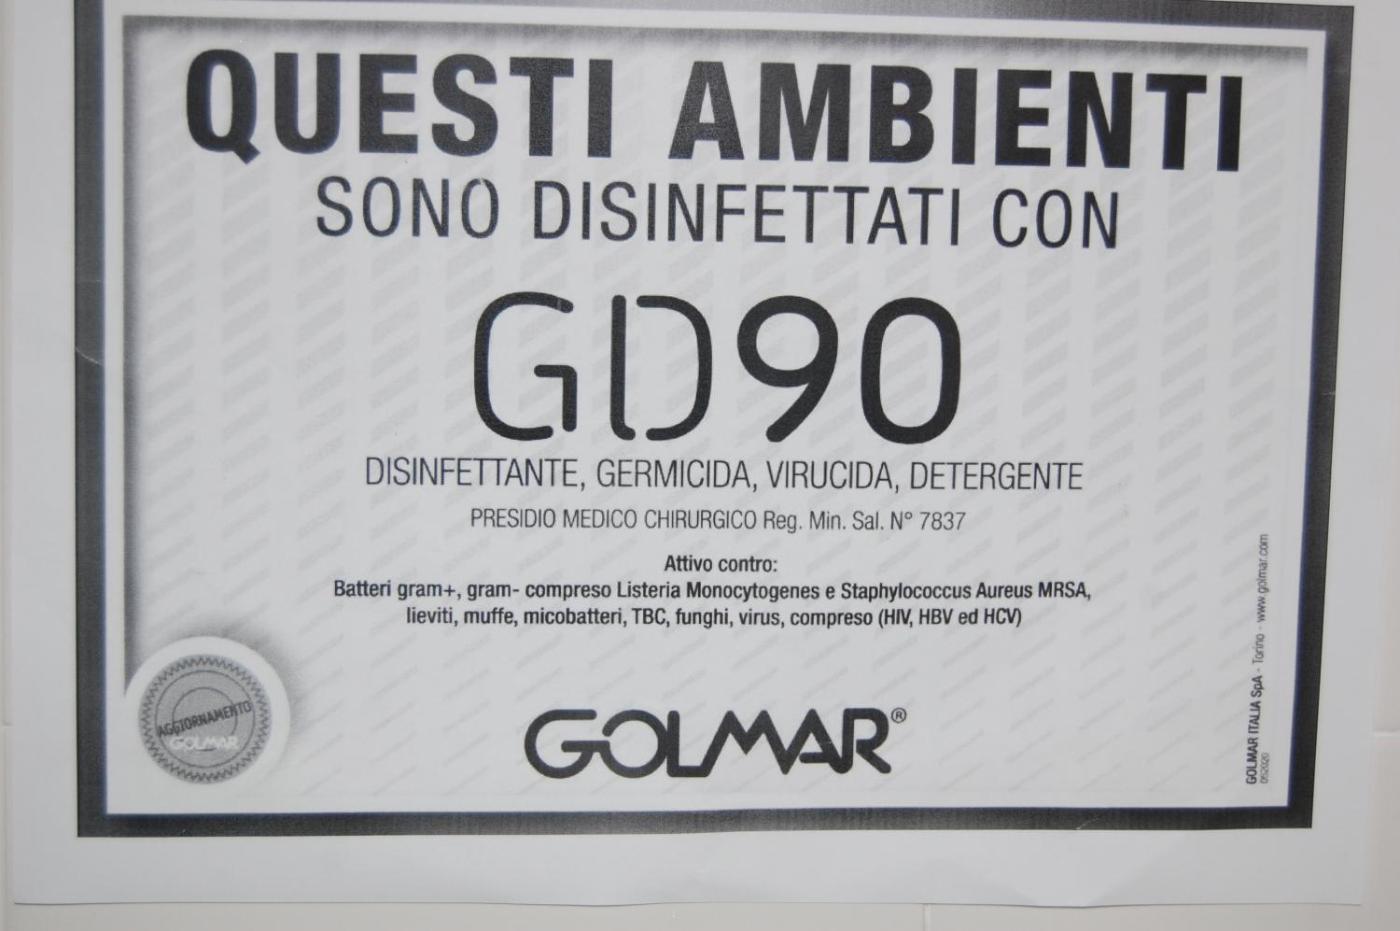 QUESTI AMBIENTI
SONO DISINFETTATI CON
GD90
DISINFETTANTE, GERMICIDA, VIRUCIDA, DETERGENTE
PRESIDIO MEDICO CHIRURGICO Reg. Min. Sal. N° 7837
Attivo contro:
Batteri gram+, gram- compreso Listeria Monocytogenes e Staphylococcus Aureus MRSA,
lieviti, muffe, micobatteri, TBC, funghi, virus, compreso (HIV, HBV ed HCV)
AGGIORNAMENTO
GOLMAR
GOLMAR®
GOLMAR ITALIA SpA - Torino - www.golmar.com
052020